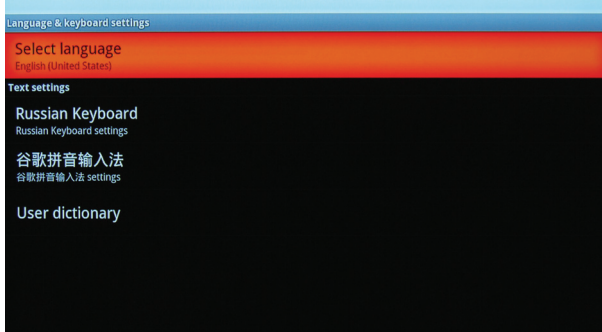 Language & keyboard settings
Select language
English (United States)
Text settings
Russian Keyboard
Russian Keyboard settings
谷歌拼音输入法
谷歌拼音输入法 settings
User dictionary